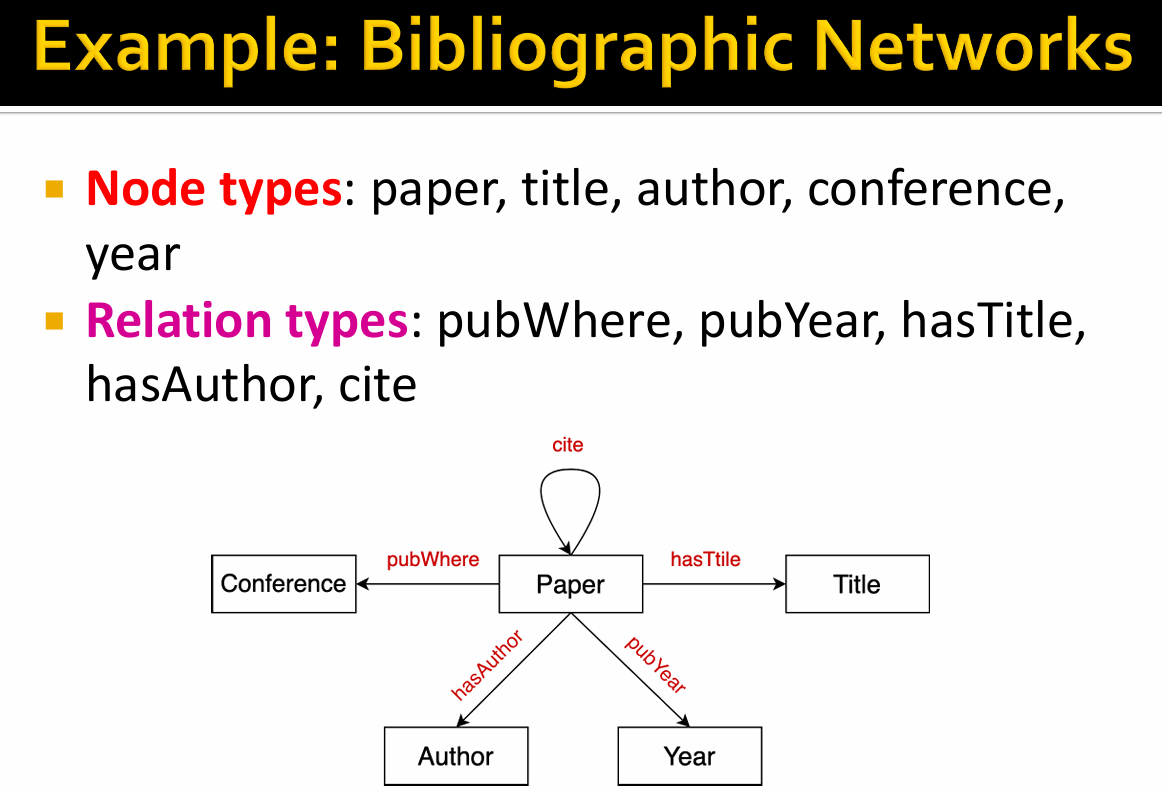 Example: Bibliographic Networks
Node types: paper, title, author, conference,
year
Relation types: pubWhere, pubYear, hasTitle,
hasAuthor, cite
cite
pubWhere
hasTtile
Conference
Paper
Title
hasAuthor
pubYear
Author
Year